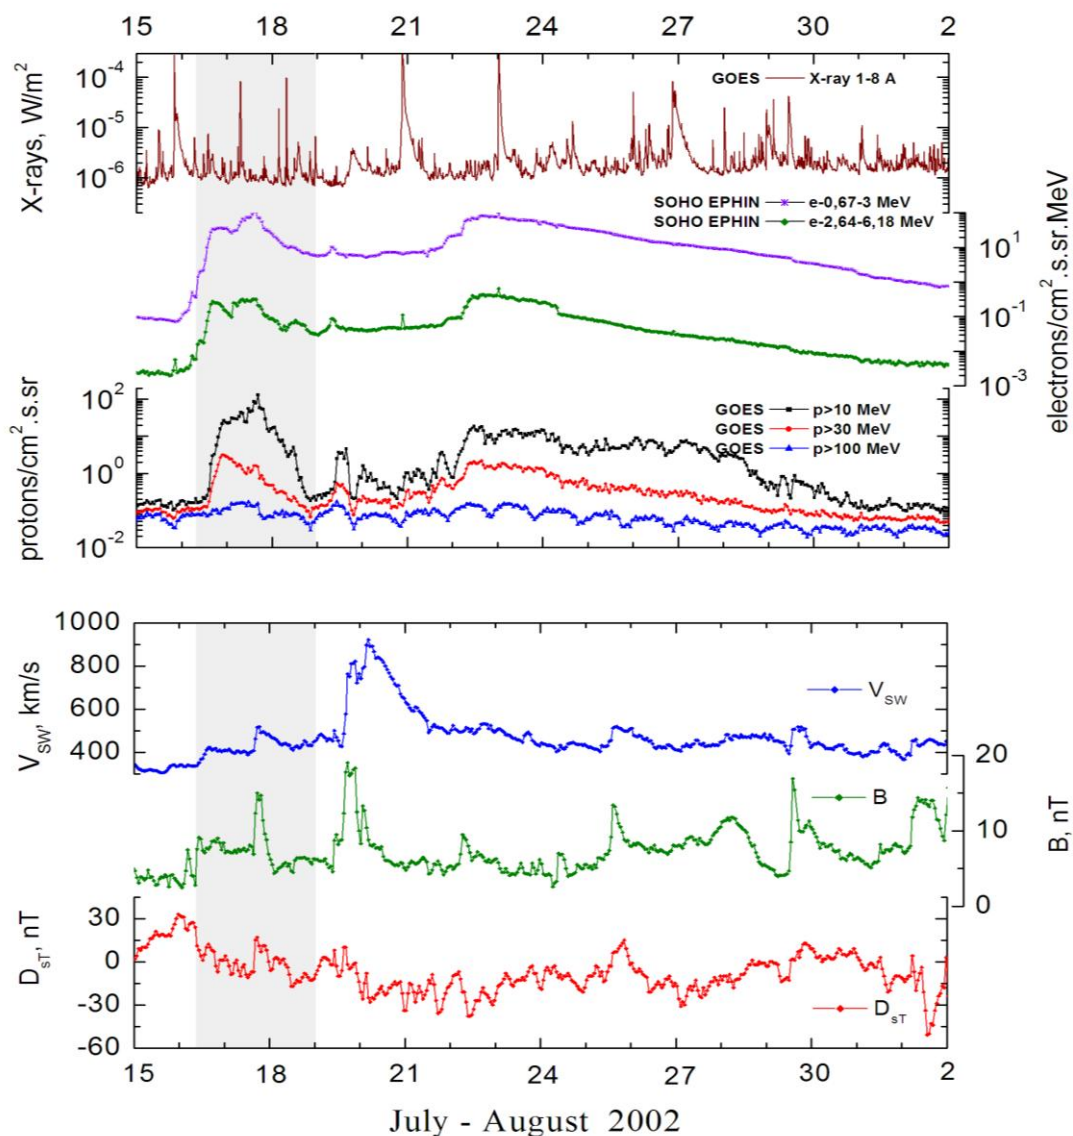 15 18 21 24 27 30 2
X-rays, W/m²
10⁻⁴
10⁻⁵
10⁻⁶
GOES X-ray 1-8 A
SOHO EPHIN e-0,67-3 MeV
SOHO EPHIN e-2,64-6,18 MeV
electrons/cm².s.sr.MeV
10¹
10⁻¹
10⁻³
protons/cm².s.sr
10²
10⁰
10⁻²
GOES p>10 MeV
GOES p>30 MeV
GOES p>100 MeV
V_SW, km/s
1000
800
600
400
V_SW
B, nT
20
10
0
B
D_sT, nT
30
0
-30
-60
D_sT
15 18 21 24 27 30 2
July - August 2002